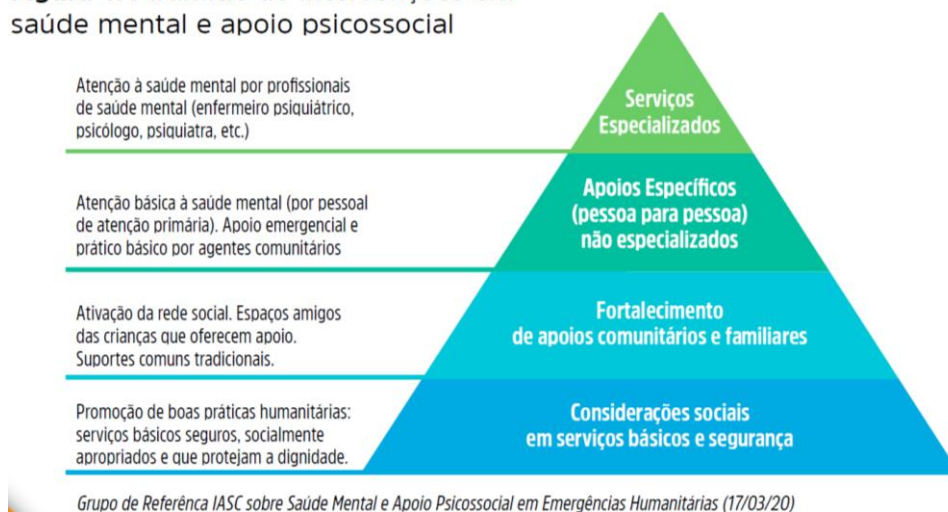 saúde mental e apoio psicossocial
Atenção à saúde mental por profissionais
de saúde mental (enfermeiro psiquiátrico,
psicólogo, psiquiatra, etc.)
Serviços
Especializados
Atenção básica à saúde mental (por pessoal
de atenção primária). Apoio emergencial e
prático básico por agentes comunitários
Apoios Específicos
(pessoa para pessoa)
não especializados
Ativação da rede social. Espaços amigos
das crianças que oferecem apoio.
Suportes comuns tradicionais.
Fortalecimento
de apoios comunitários e familiares
Promoção de boas práticas humanitárias:
serviços básicos seguros, socialmente
apropriados e que protejam a dignidade.
Considerações sociais
em serviços básicos e segurança
Grupo de Referênca IASC sobre Saúde Mental e Apoio Psicossocial em Emergências Humanitárias (17/03/20)